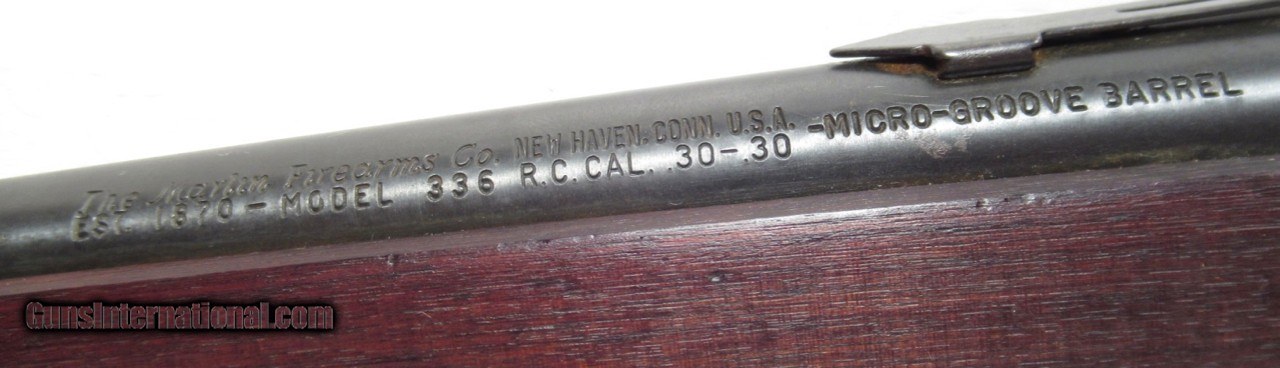 The Marlin Firearms Co. NEW HAVEN, CONN. U.S.A. -MICRO-GROOVE BARREL
EST. 1870 - MODEL 336 R.C. CAL. .30-.30
GunsInternational.com